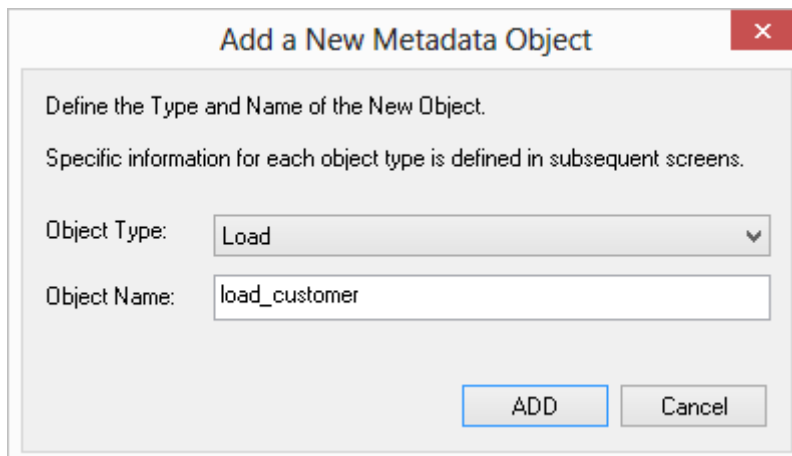 Add a New Metadata Object
Define the Type and Name of the New Object.
Specific information for each object type is defined in subsequent screens.
Object Type: Load
Object Name: load_customer
ADD Cancel